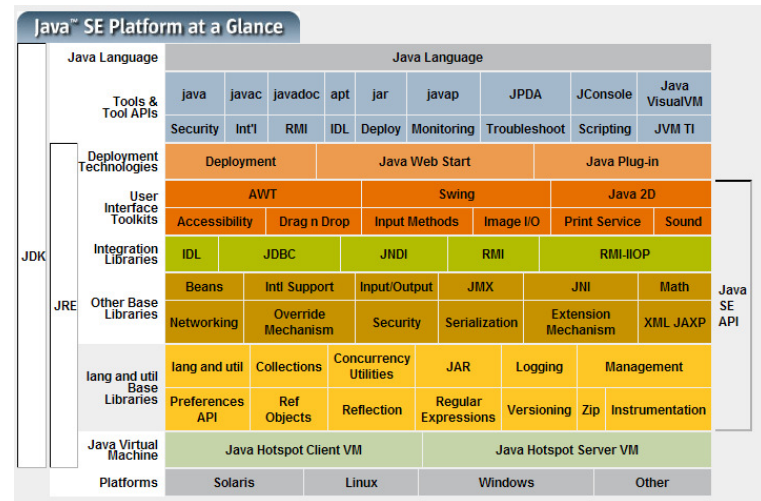 Java™ SE Platform at a Glance
Java Language
Java Language
Tools &
Tool APIs
java javac javadoc apt jar javap JPDA JConsole Java VisualVM
Security Int'l RMI IDL Deploy Monitoring Troubleshoot Scripting JVM TI
Deployment
Technologies
Deployment Java Web Start Java Plug-in
User
Interface
Toolkits
AWT Swing Java 2D
Accessibility Drag n Drop Input Methods Image I/O Print Service Sound
Integration
Libraries
IDL JDBC JNDI RMI RMI-IIOP
JDK
JRE
Other Base
Libraries
Beans Intl Support Input/Output JMX JNI Math
Networking Override Mechanism Security Serialization Extension Mechanism XML JAXP
Java
SE
API
lang and util
Base
Libraries
lang and util Collections Concurrency Utilities JAR Logging Management
Preferences API Ref Objects Reflection Regular Expressions Versioning Zip Instrumentation
Java Virtual
Machine
Java Hotspot Client VM Java Hotspot Server VM
Platforms
Solaris Linux Windows Other